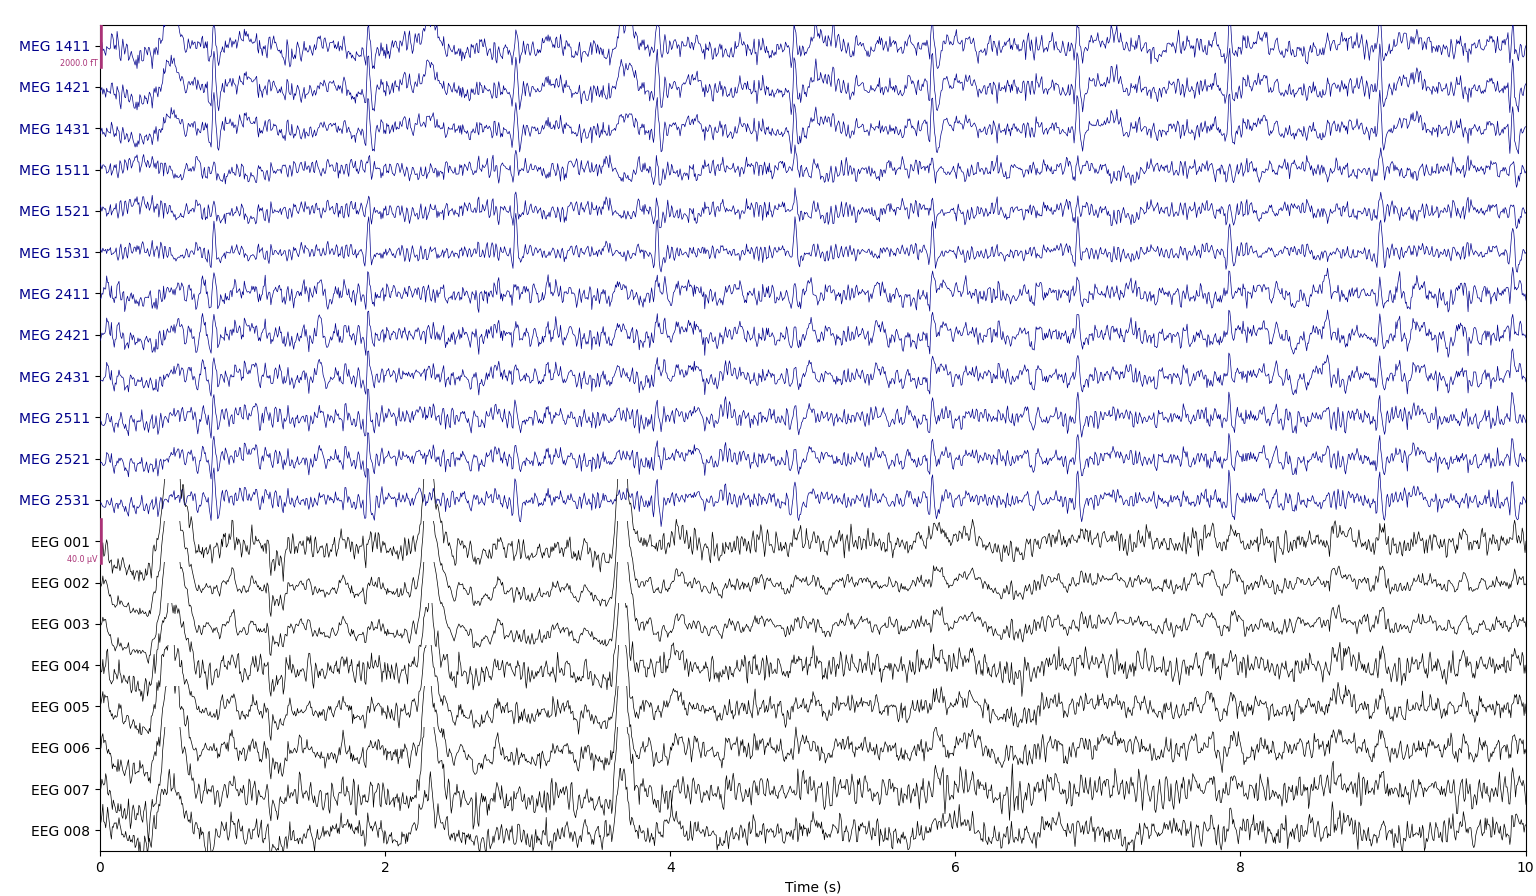 MEG 1411
2000.0 fT
MEG 1421
MEG 1431
MEG 1511
MEG 1521
MEG 1531
MEG 2411
MEG 2421
MEG 2431
MEG 2511
MEG 2521
MEG 2531
EEG 001
40.0 µV
EEG 002
EEG 003
EEG 004
EEG 005
EEG 006
EEG 007
EEG 008
0 2 4 6 8 10
Time (s)